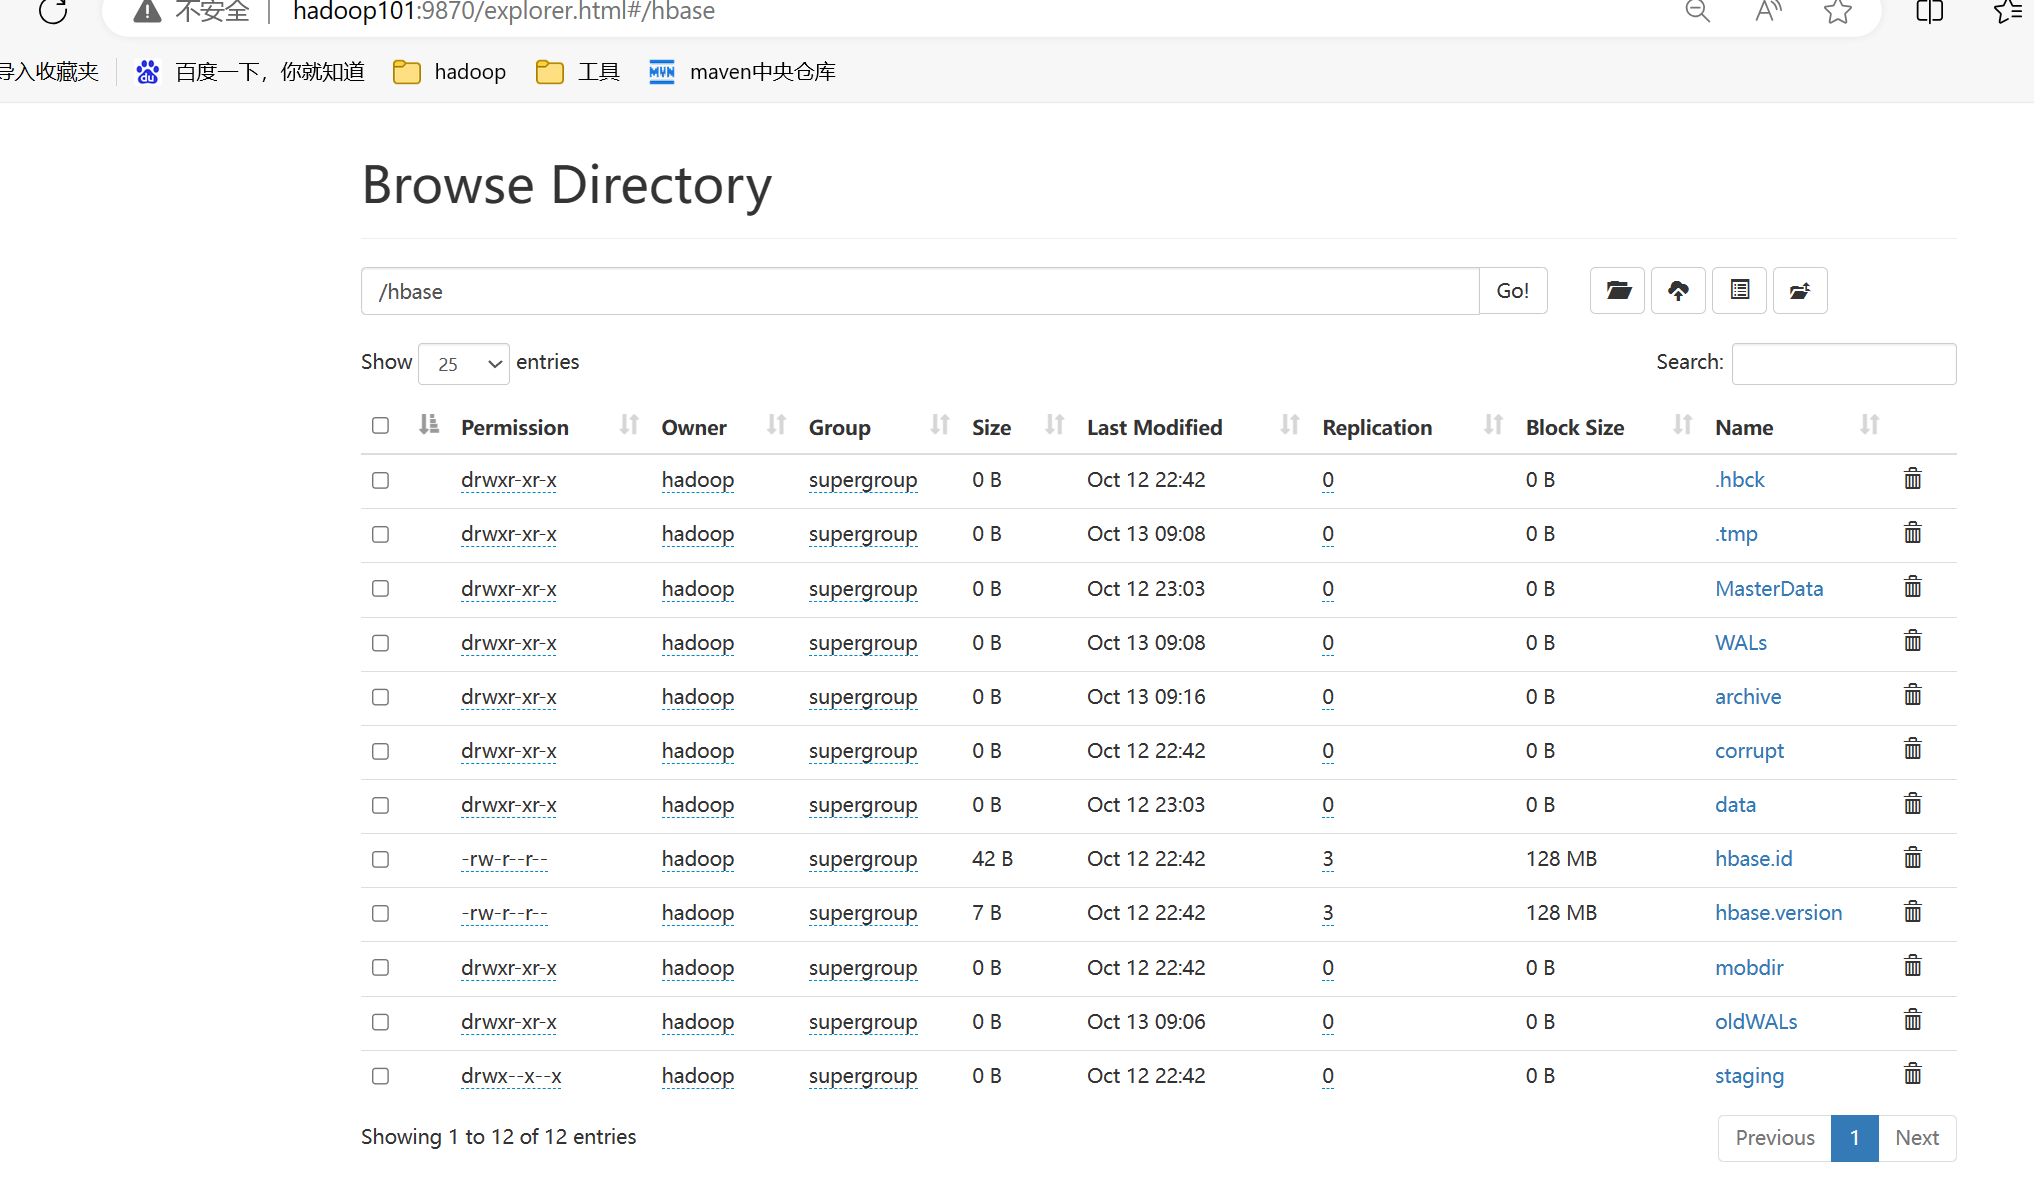 不安全 hadoop101:9870/explorer.html#/hbase
导入收藏夹 百度一下，你就知道 hadoop 工具 maven中央仓库
Browse Directory
/hbase Go!
Show 25 entries Search:
Permission Owner Group Size Last Modified Replication Block Size Name
drwxr-xr-x hadoop supergroup 0 B Oct 12 22:42 0 0 B .hbck
drwxr-xr-x hadoop supergroup 0 B Oct 13 09:08 0 0 B .tmp
drwxr-xr-x hadoop supergroup 0 B Oct 12 23:03 0 0 B MasterData
drwxr-xr-x hadoop supergroup 0 B Oct 13 09:08 0 0 B WALs
drwxr-xr-x hadoop supergroup 0 B Oct 13 09:16 0 0 B archive
drwxr-xr-x hadoop supergroup 0 B Oct 12 22:42 0 0 B corrupt
drwxr-xr-x hadoop supergroup 0 B Oct 12 23:03 0 0 B data
-rw-r--r-- hadoop supergroup 42 B Oct 12 22:42 3 128 MB hbase.id
-rw-r--r-- hadoop supergroup 7 B Oct 12 22:42 3 128 MB hbase.version
drwxr-xr-x hadoop supergroup 0 B Oct 12 22:42 0 0 B mobdir
drwxr-xr-x hadoop supergroup 0 B Oct 13 09:06 0 0 B oldWALs
drwx--x--x hadoop supergroup 0 B Oct 12 22:42 0 0 B staging
Showing 1 to 12 of 12 entries Previous 1 Next